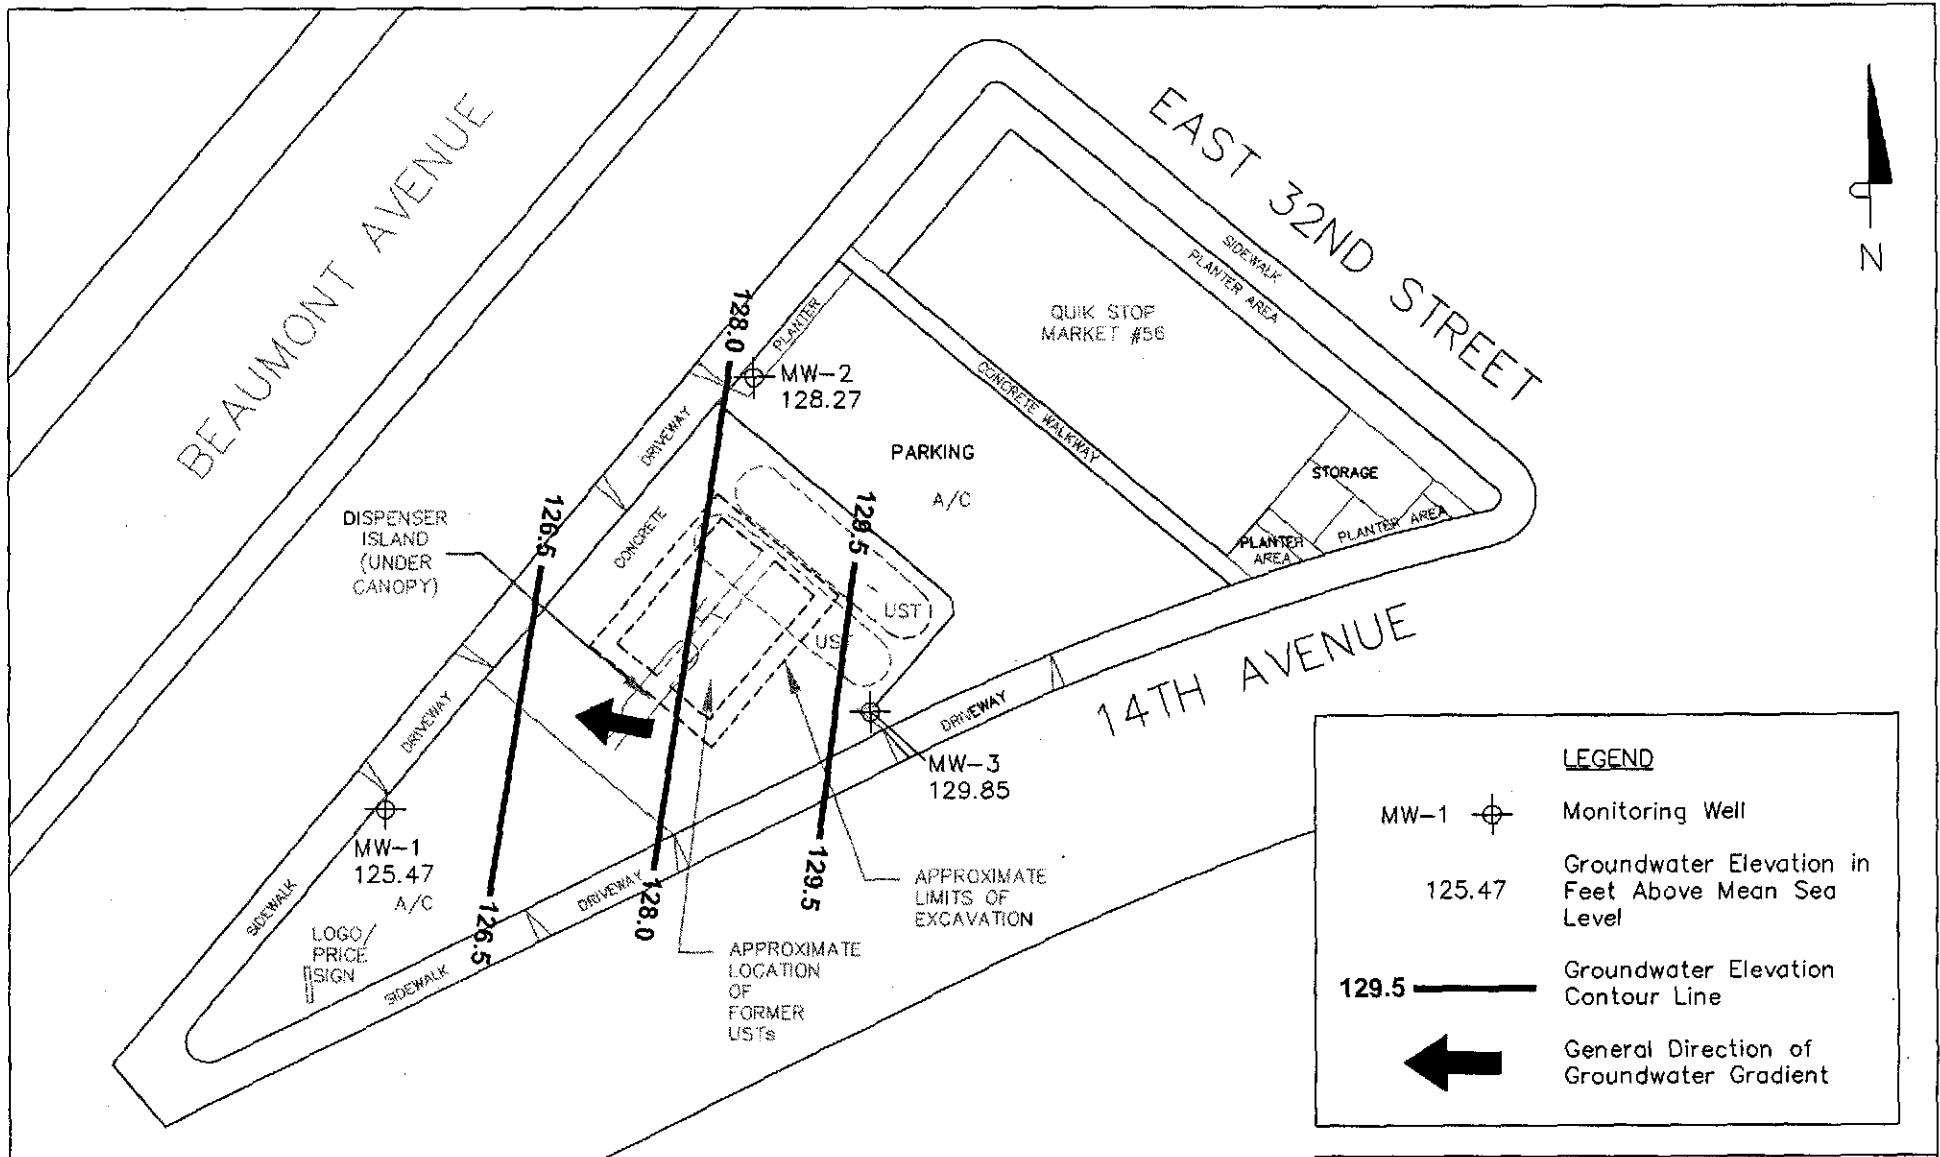 BEAUMONT AVENUE
EAST 32ND STREET
N
SIDEWALK
PLANTER AREA
QUIK STOP
MARKET #56
CONCRETE WALKWAY
PLANTER
128.0
MW-2
128.27
DRIVEWAY
PARKING
A/C
STORAGE
PLANTER AREA
PLANTER
AREA
126.5
129.5
CONCRETE
DISPENSER
ISLAND
(UNDER
CANOPY)
UST
UST
14TH AVENUE
DRIVEWAY
DRIVEWAY
MW-3
129.85
MW-1
125.47
A/C
SIDEWALK
LOGO/
PRICE
SIGN
SIDEWALK
126.5
DRIVEWAY
128.0
129.5
APPROXIMATE
LIMITS OF
EXCAVATION
APPROXIMATE
LOCATION
OF
FORMER
USTs
LEGEND
MW-1 Monitoring Well
125.47
Groundwater Elevation in
Feet Above Mean Sea
Level
129.5
Groundwater Elevation
Contour Line
General Direction of
Groundwater Gradient